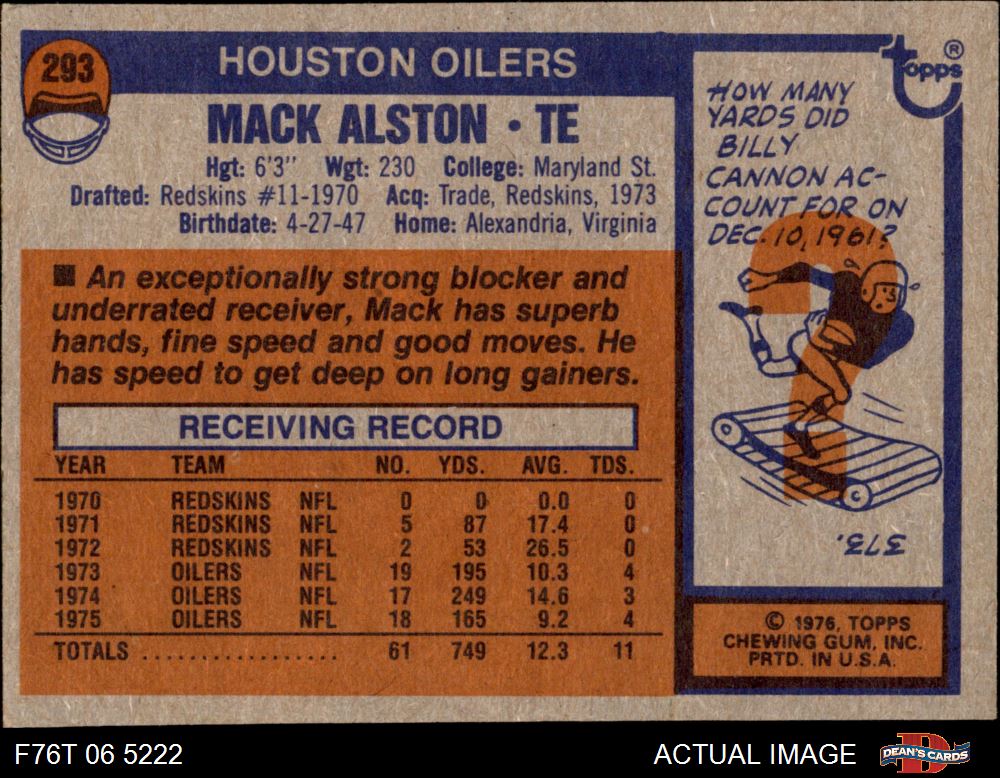 293
HOUSTON OILERS
MACK ALSTON • TE
Hgt: 6'3" Wgt: 230 College: Maryland St.
Drafted: Redskins #11-1970 Acq: Trade, Redskins, 1973
Birthdate: 4-27-47 Home: Alexandria, Virginia
■ An exceptionally strong blocker and
underrated receiver, Mack has superb
hands, fine speed and good moves. He
has speed to get deep on long gainers.
RECEIVING RECORD
YEAR TEAM NO. YDS. AVG. TDS.
1970 REDSKINS NFL 0 0 0.0 0
1971 REDSKINS NFL 5 87 17.4 0
1972 REDSKINS NFL 2 53 26.5 0
1973 OILERS NFL 19 195 10.3 4
1974 OILERS NFL 17 249 14.6 3
1975 OILERS NFL 18 165 9.2 4
TOTALS .................. 61 749 12.3 11
topps ®
HOW MANY
YARDS DID
BILLY
CANNON AC-
COUNT FOR ON
DEC. 10, 1961?
373.
© 1976, TOPPS
CHEWING GUM, INC.
PRTD. IN U.S.A.
F76T 06 5222
ACTUAL IMAGE
DEAN'S CARDS